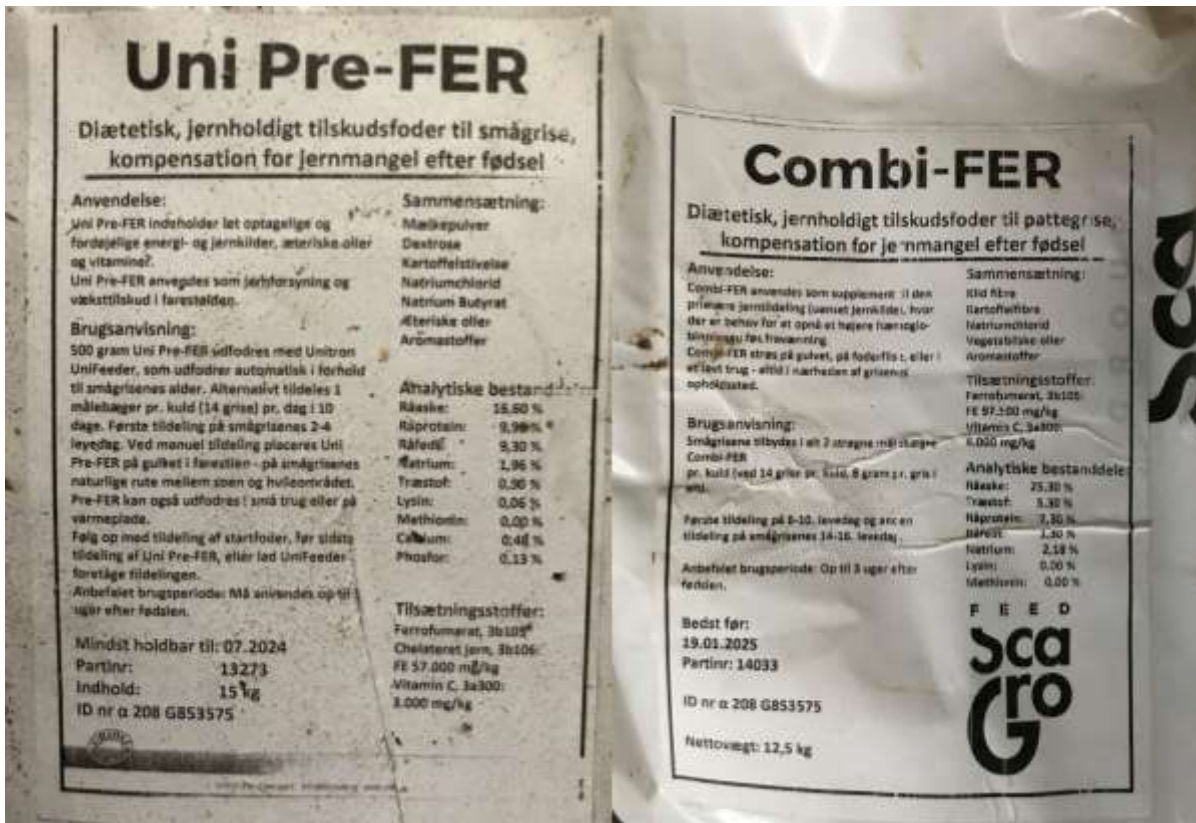 Uni Pre-FER
Diætetisk, jernholdigt tilskudsfoder til smågrise,
kompensation for jernmangel efter fødsel
Anvendelse:
Uni Pre-FER indeholder let optagelige og
fordøjelige energi- og jernkilder, æteriske olier
og vitaminer.
Uni Pre-FER anvendes som jernforsyning og
væksttilskud i farestalden.
Brugsanvisning:
500 gram Uni Pre-FER udfodres med Unitron
UniFeeder, som udfodrer automatisk i forhold
til smågrisenes alder. Alternativt tildeles 1
målebæger pr. kuld (14 grise) pr. dag i 10
dage. Første tildeling på smågrisenes 2-4
levedag. Ved manuel tildeling placeres Uni
Pre-FER på gulvet i farestien - på smågrisenes
naturlige rute mellem soen og hvileområdet.
Pre-FER kan også udfodres i små trug eller på
varmeplade.
Følg op med tildeling af startfoder, før sidste
tildeling af Uni Pre-FER, eller lad UniFeeder
foretage tildelingen.
Anbefalet brugsperiode: Må anvendes op til
uger efter fødslen.
Mindst holdbar til: 07.2024
Partinr: 13273
Indhold: 15 kg
ID nr α 208 G853575
Sammensætning:
Mælkepulver
Dextrose
Kartoffelstivelse
Natriumchlorid
Natrium Butyrat
Æteriske olier
Aromastoffer
Analytiske bestand
Råaske: 16,60 %
Råprotein: 9,90 %
Råfedt: 9,30 %
Natrium: 1,96 %
Træstof: 0,90 %
Lysin: 0,06 %
Methionin: 0,00 %
Calcium: 0,48 %
Phosfor: 0,13 %
Tilsætningsstoffer:
Ferrofumarat, 3b105
Chelateret jern, 3b106:
FE 57.000 mg/kg
Vitamin C, 3a300:
3.000 mg/kg
Combi-FER
Diætetisk, jernholdigt tilskudsfoder til pattegrise,
kompensation for jernmangel efter fødsel
Anvendelse:
Combi-FER anvendes som supplement til den
primære jerntildeling (uanset jernkilde), hvor
der er behov for at opnå et højere hæmoglo-
før fravænning
Combi-FER strøs på gulvet, på foderfist, eller i
et lavt trug - altid i nærheden af grisenes
opholdssted.
Brugsanvisning:
Smågrisene tilbydes i alt 2 strøgne målebægre
Combi-FER
pr. kuld (ved 14 griser pr. kuld, 8 gram pr. gris i
alt).
Første tildeling på 8-10. levedag og anden
tildeling på smågrisenes 14-16. levedag
Anbefalet brugsperiode: Op til 3 uger efter
fødslen.
Bedst før:
19.01.2025
Partinr: 14033
ID nr α 208 G853575
Nettovægt: 12,5 kg
Sammensætning:
Klid fibre
Kartoffelfibre
Natriumchlorid
Vegetabilske olier
Aromastoffer
Tilsætningsstoffer:
Ferrofumarat, 3b105:
FE 97.500 mg/kg
Vitamin C, 3a300:
6.000 mg/kg
Analytiske bestanddele
Råaske: 25,30 %
Træstof: 5,30 %
Råprotein: 7,30 %
Råfedt: 1,30 %
Natrium: 2,18 %
Lysin: 0,00 %
Methionin: 0,00 %
FEED
Sca
Gro
Sca